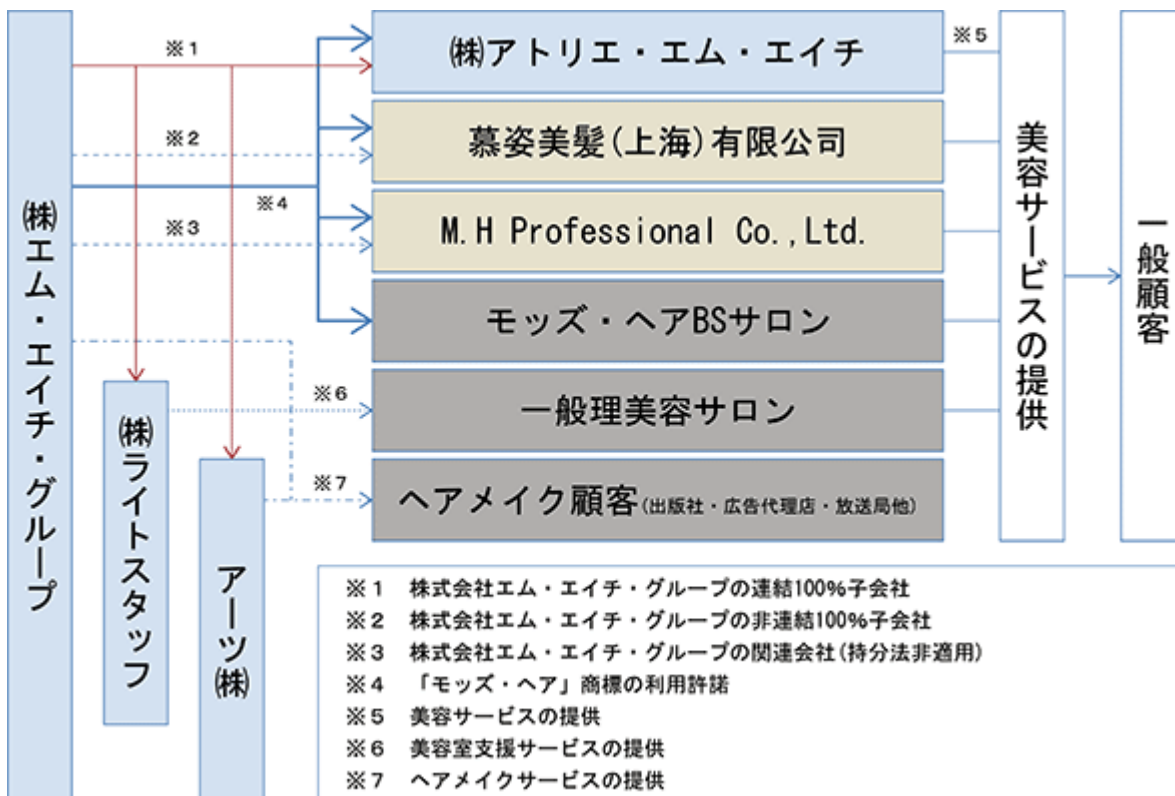 ㈱エム・エイチ・グループ
※1
※2
※4
※3
※6
※7
㈱ライトスタッフ
アーツ㈱
㈱アトリエ・エム・エイチ
慕姿美髪(上海)有限公司
M.H Professional Co.,Ltd.
モッズ・ヘアBSサロン
一般理美容サロン
ヘアメイク顧客(出版社・広告代理店・放送局他)
※5
美容サービスの提供
一般顧客
※1 株式会社エム・エイチ・グループの連結100%子会社
※2 株式会社エム・エイチ・グループの非連結100%子会社
※3 株式会社エム・エイチ・グループの関連会社(持分法非適用)
※4 「モッズ・ヘア」商標の利用許諾
※5 美容サービスの提供
※6 美容室支援サービスの提供
※7 ヘアメイクサービスの提供